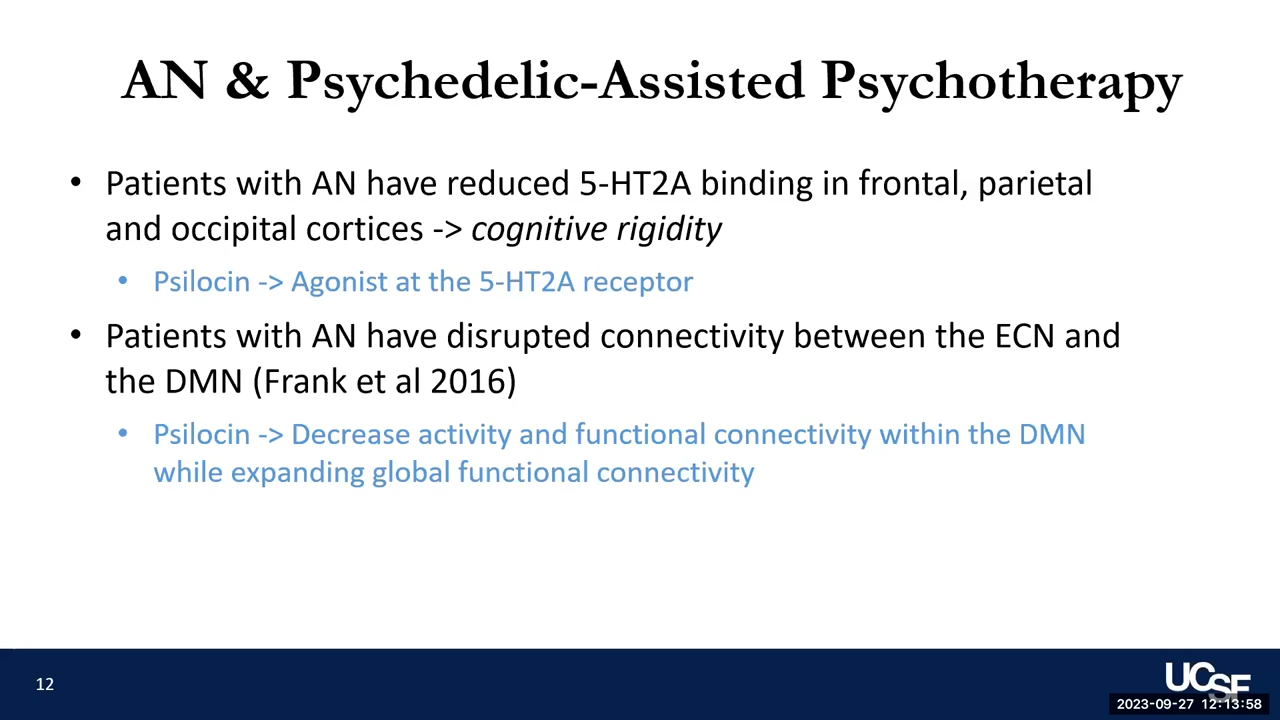 AN & Psychedelic-Assisted Psychotherapy
• Patients with AN have reduced 5-HT2A binding in frontal, parietal
and occipital cortices -> cognitive rigidity
• Psilocin -> Agonist at the 5-HT2A receptor
• Patients with AN have disrupted connectivity between the ECN and
the DMN (Frank et al 2016)
• Psilocin -> Decrease activity and functional connectivity within the DMN
while expanding global functional connectivity
12
UCSF
2023-09-27 12:13:58